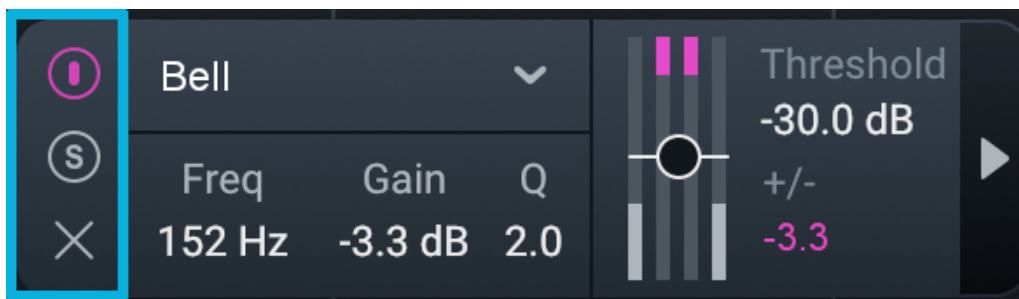 Bell
Threshold
-30.0 dB
S
Freq Gain Q
+/-
152 Hz -3.3 dB 2.0
-3.3